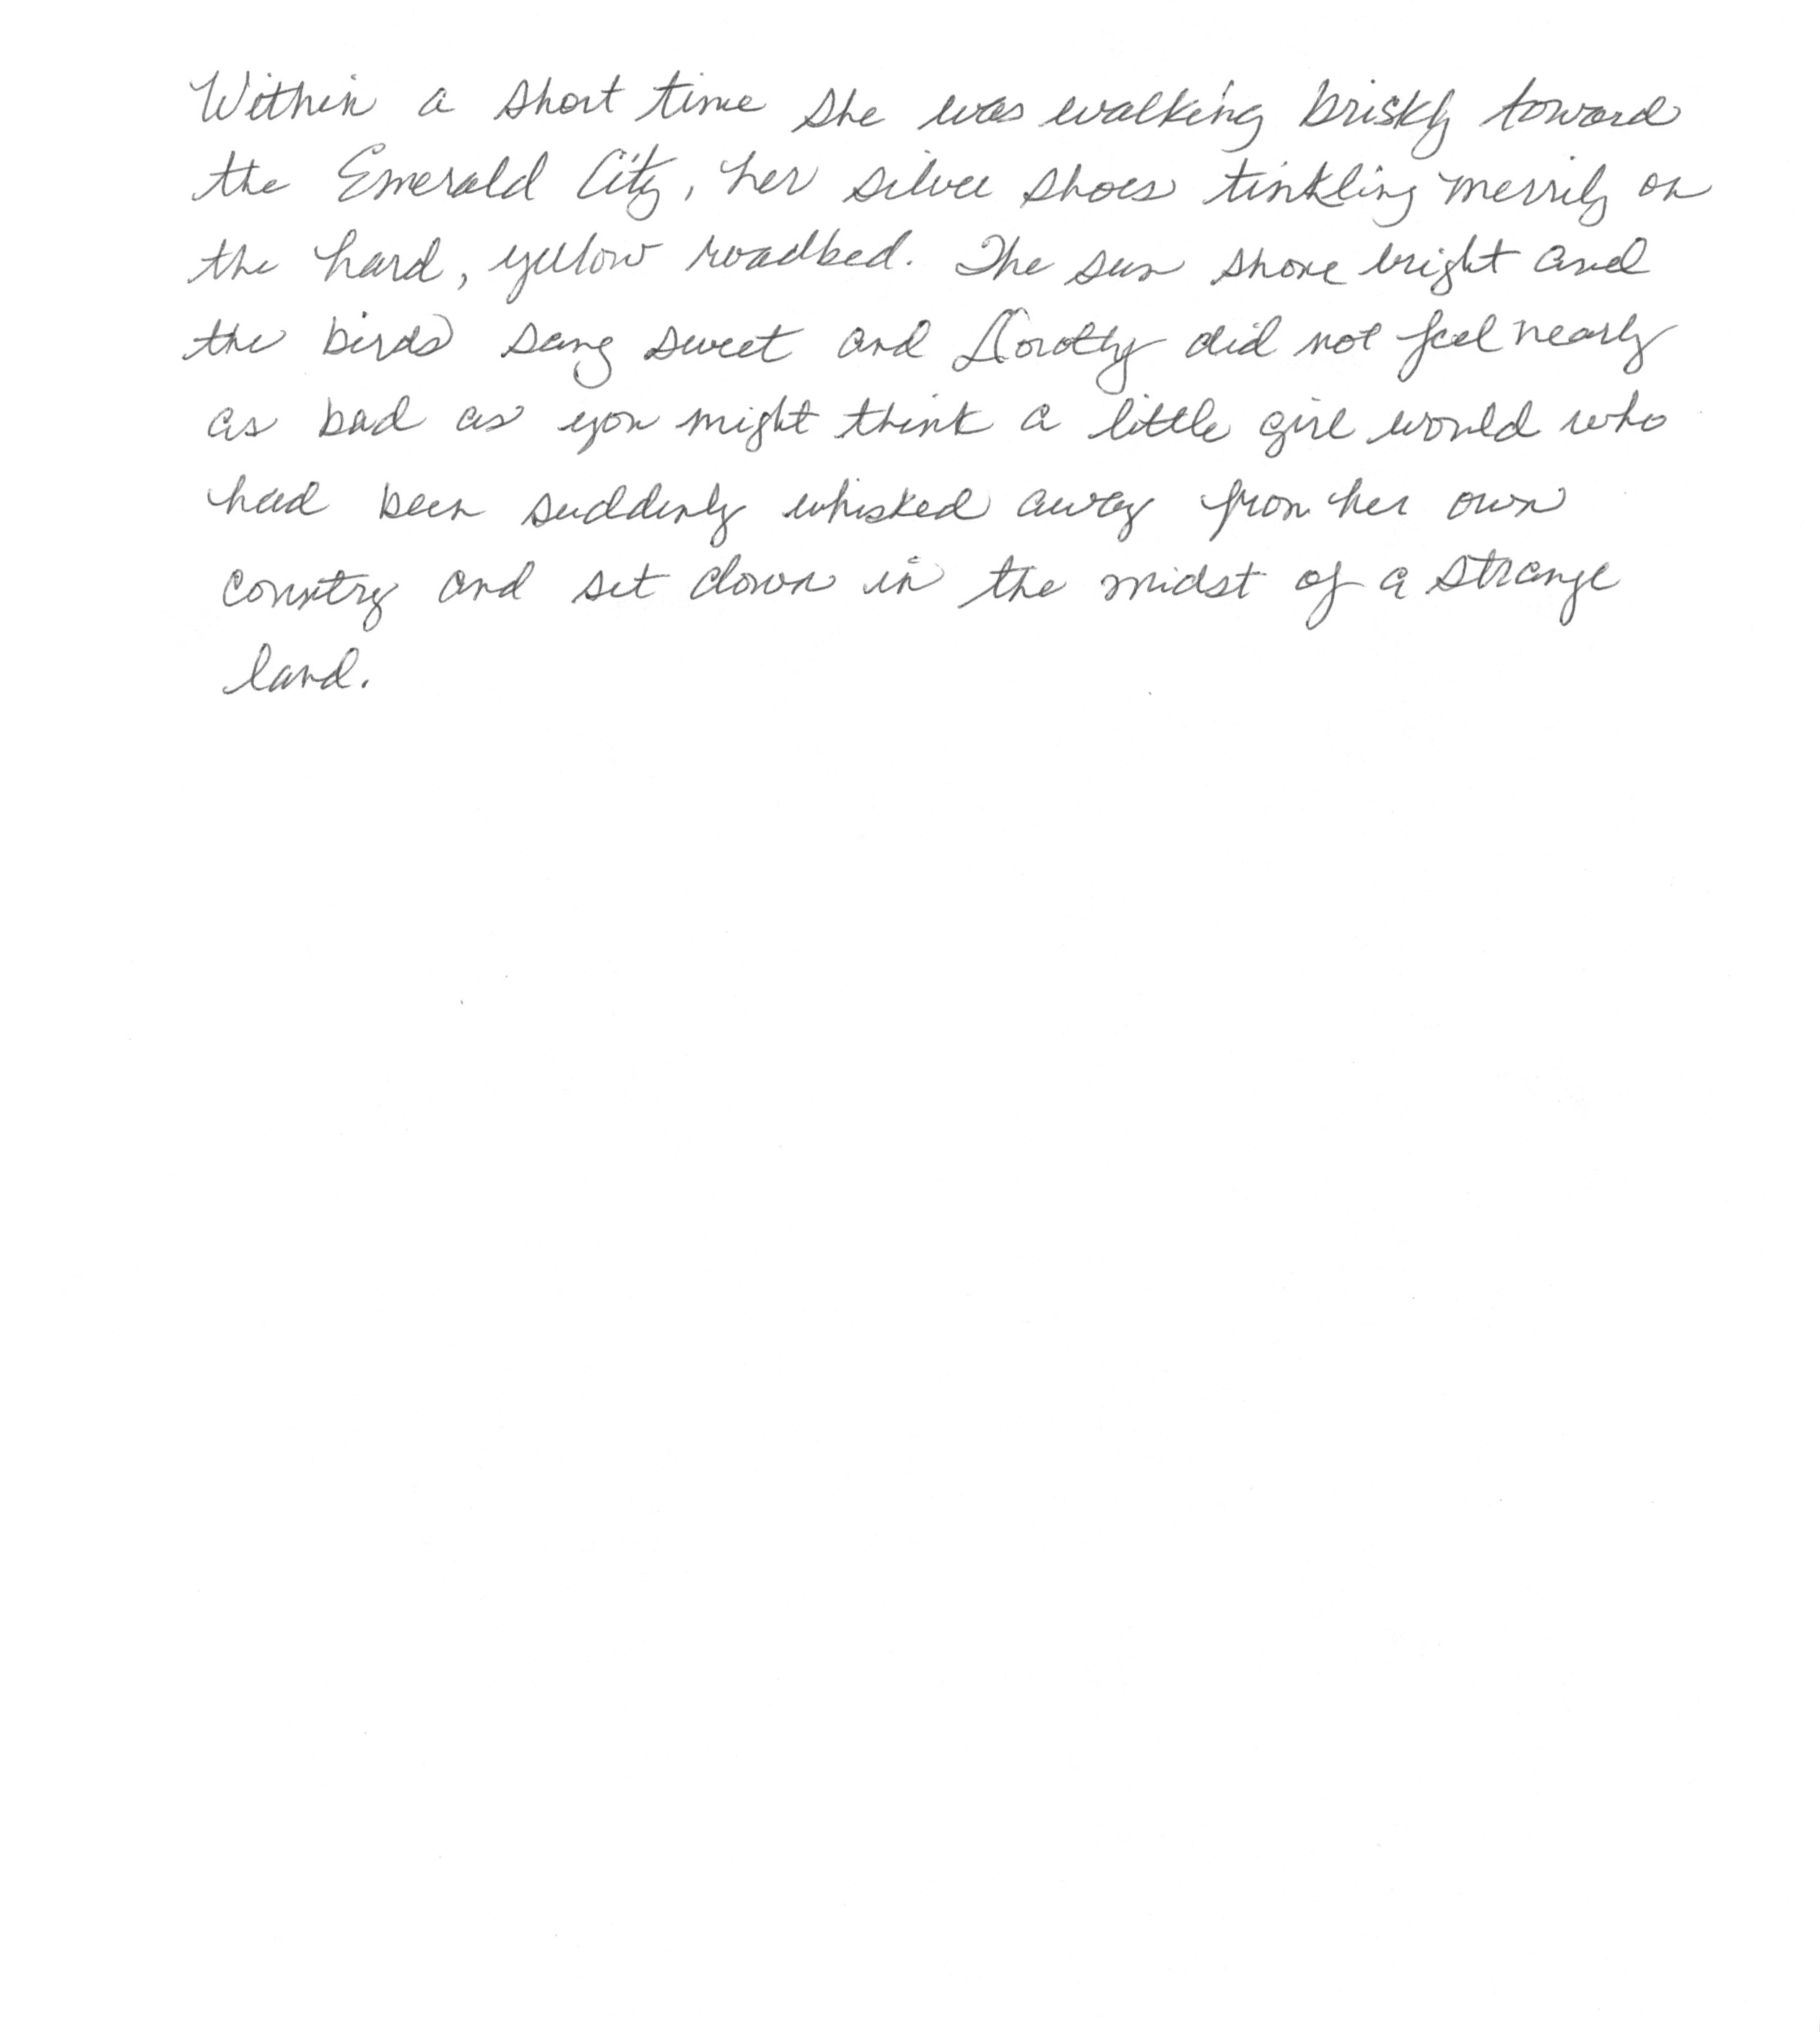 Within a short time she was walking briskly toward
the Emerald City, her silver shoes tinkling merrily on
the hard, yellow roadbed. The sun shone bright and
the birds sang sweet and Dorothy did not feel nearly
as bad as you might think a little girl would who
had been suddenly whisked away from her own
country and set down in the midst of a strange
land.